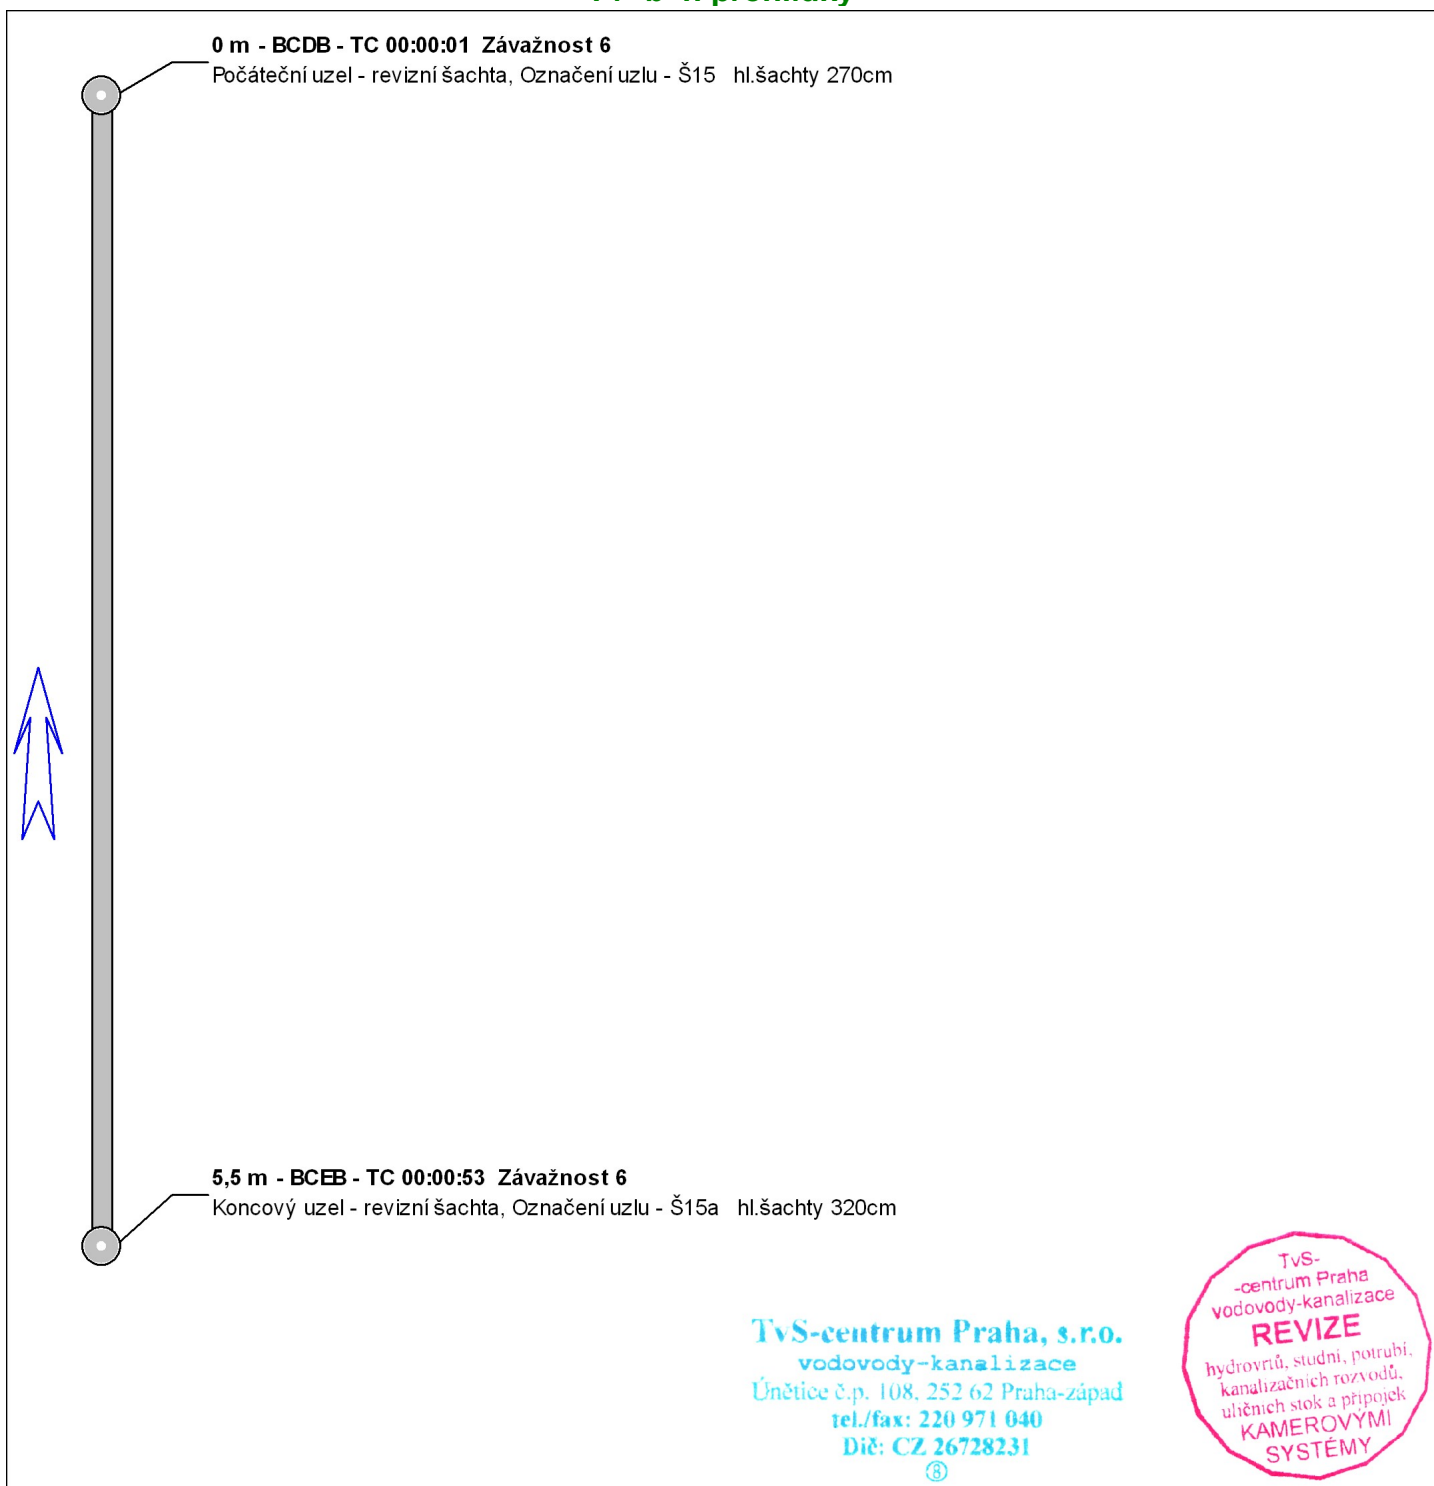 0 m - BCDB - TC 00:00:01 Závažnost 6
Počáteční uzel - revizní šachta, Označení uzlu - Š15 hl.šachty 270cm
5,5 m - BCEB - TC 00:00:53 Závažnost 6
Koncový uzel - revizní šachta, Označení uzlu - Š15a hl.šachty 320cm
TvS-centrum Praha, s.r.o.
vodovody-kanalizace
Únětice č.p. 108, 252 62 Praha-západ
tel./fax: 220 971 040
Dič: CZ 26728231
⑧
TvS-
-centrum Praha
vodovody-kanalizace
REVIZE
hydrovrtů, studní, potrubí,
kanalizačních rozvodů,
uličních stok a přípojek
KAMEROVÝMI
SYSTÉMY